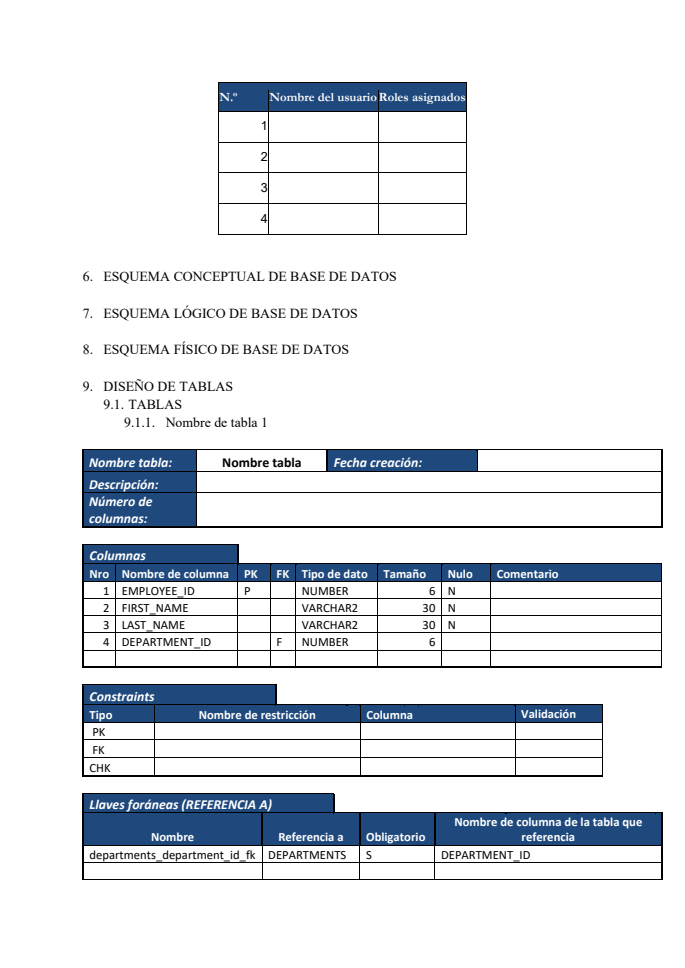 N.º Nombre del usuario Roles asignados
1
2
3
4
6. ESQUEMA CONCEPTUAL DE BASE DE DATOS
7. ESQUEMA LÓGICO DE BASE DE DATOS
8. ESQUEMA FÍSICO DE BASE DE DATOS
9. DISEÑO DE TABLAS
9.1. TABLAS
9.1.1. Nombre de tabla 1
Nombre tabla: Nombre tabla Fecha creación:
Descripción:
Número de
columnas:
Columnas
Nro Nombre de columna PK FK Tipo de dato Tamaño Nulo Comentario
1 EMPLOYEE_ID P NUMBER 6 N
2 FIRST_NAME VARCHAR2 30 N
3 LAST_NAME VARCHAR2 30 N
4 DEPARTMENT_ID F NUMBER 6
Constraints
Tipo Nombre de restricción Columna Validación
PK
FK
CHK
Llaves foráneas (REFERENCIA A)
Nombre Referencia a Obligatorio Nombre de columna de la tabla que
referencia
departments_department_id_fk DEPARTMENTS S DEPARTMENT_ID